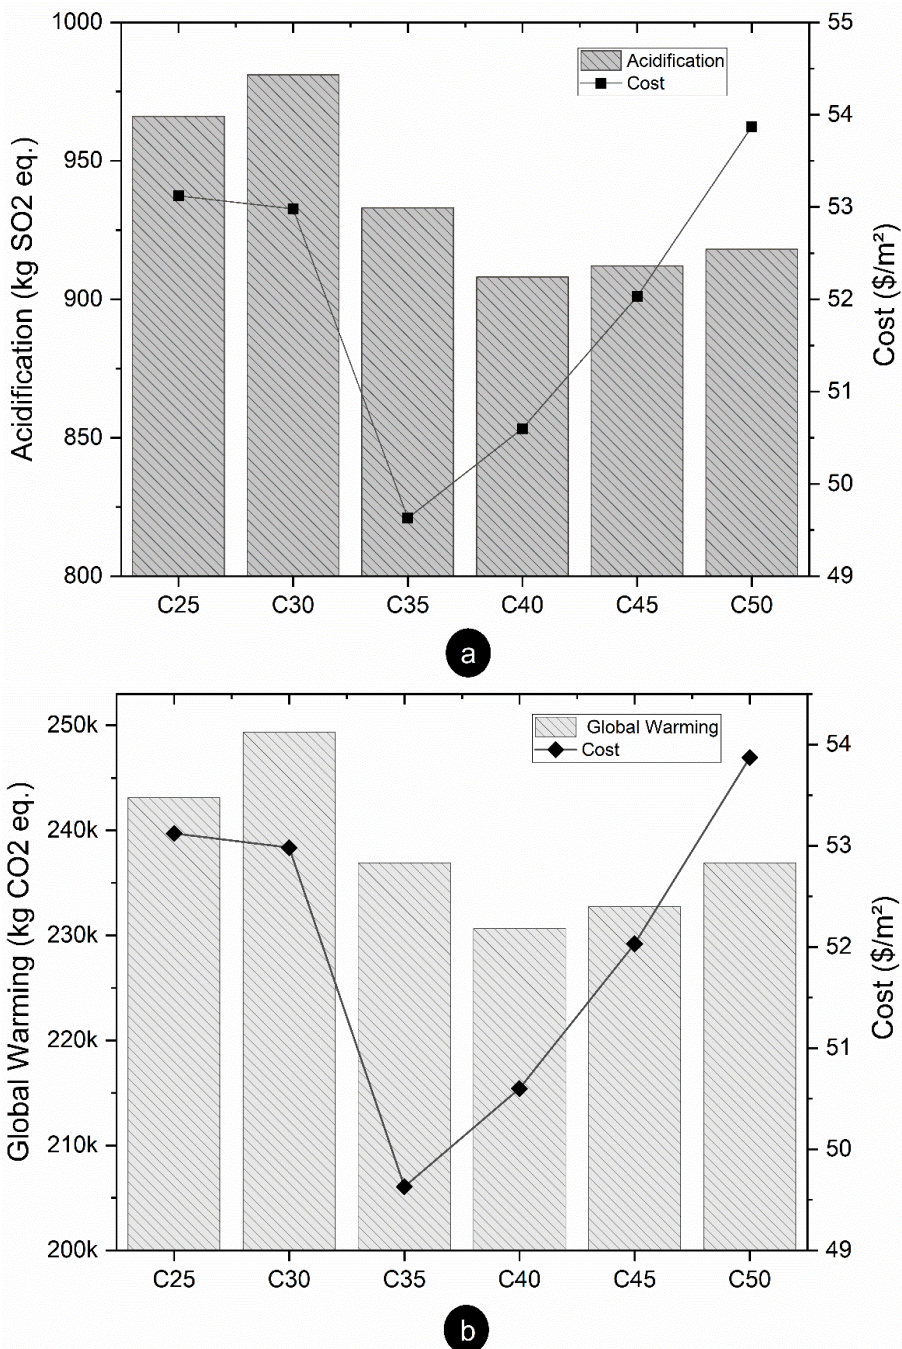 1000
950
900
850
800
Acidification (kg SO2 eq.)
Acidification
Cost
55
54
53
52
51
50
49
Cost ($/m²)
C25 C30 C35 C40 C45 C50
a
250k
240k
230k
220k
210k
200k
Global Warming (kg CO2 eq.)
Global Warming
Cost
54
53
52
51
50
49
Cost ($/m²)
C25 C30 C35 C40 C45 C50
b